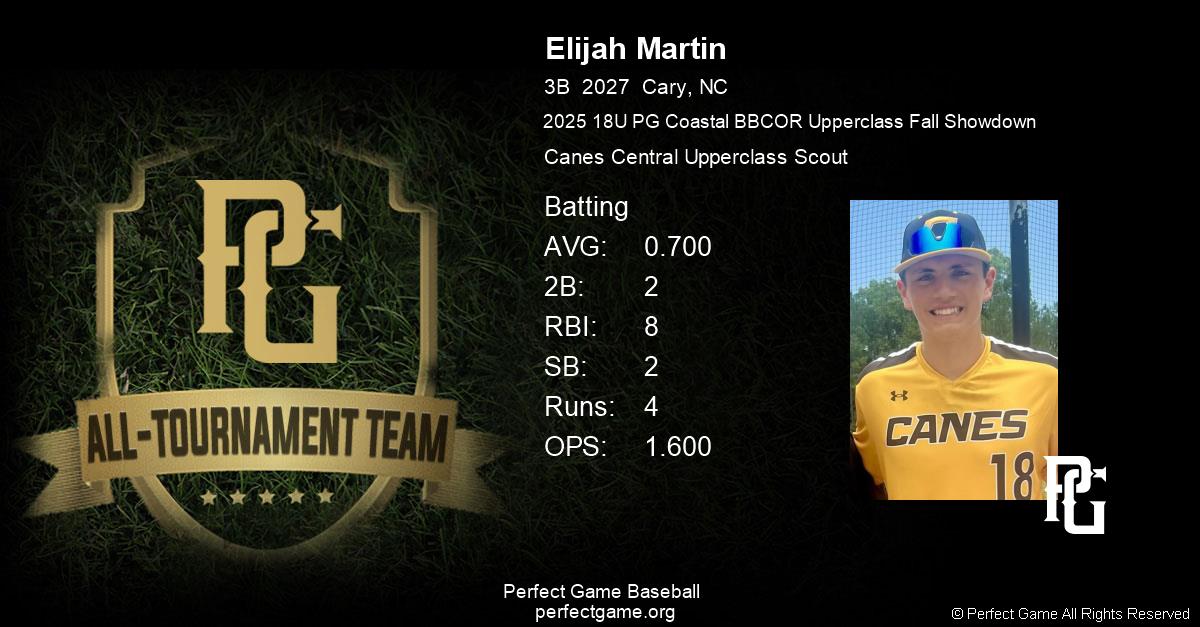 Elijah Martin
3B 2027 Cary, NC
2025 18U PG Coastal BBCOR Upperclass Fall Showdown
Canes Central Upperclass Scout
Batting
AVG: 0.700
2B: 2
RBI: 8
SB: 2
Runs: 4
OPS: 1.600
PG
ALL-TOURNAMENT TEAM
CANES
18
PG
Perfect Game Baseball
perfectgame.org
© Perfect Game All Rights Reserved